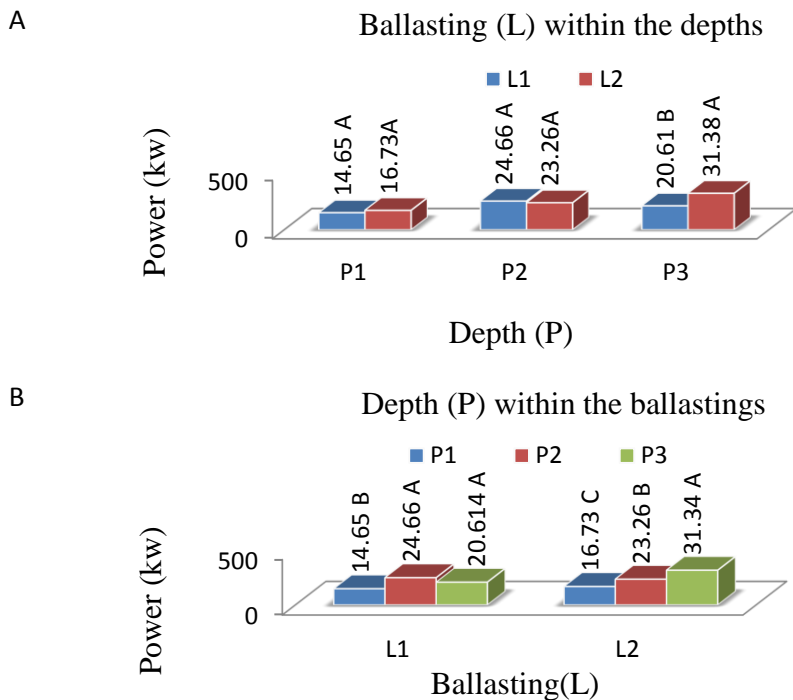 A
Ballasting (L) within the depths
L1 L2
14.65 A
16.73A
24.66 A
23.26A
20.61 B
31.38 A
Power (kw)
500
0
P1 P2 P3
Depth (P)
B
Depth (P) within the ballastings
P1 P2 P3
14.65 B
24.66 A
20.614 A
16.73 C
23.26 B
31.34 A
Power (kw)
500
0
L1 L2
Ballasting(L)